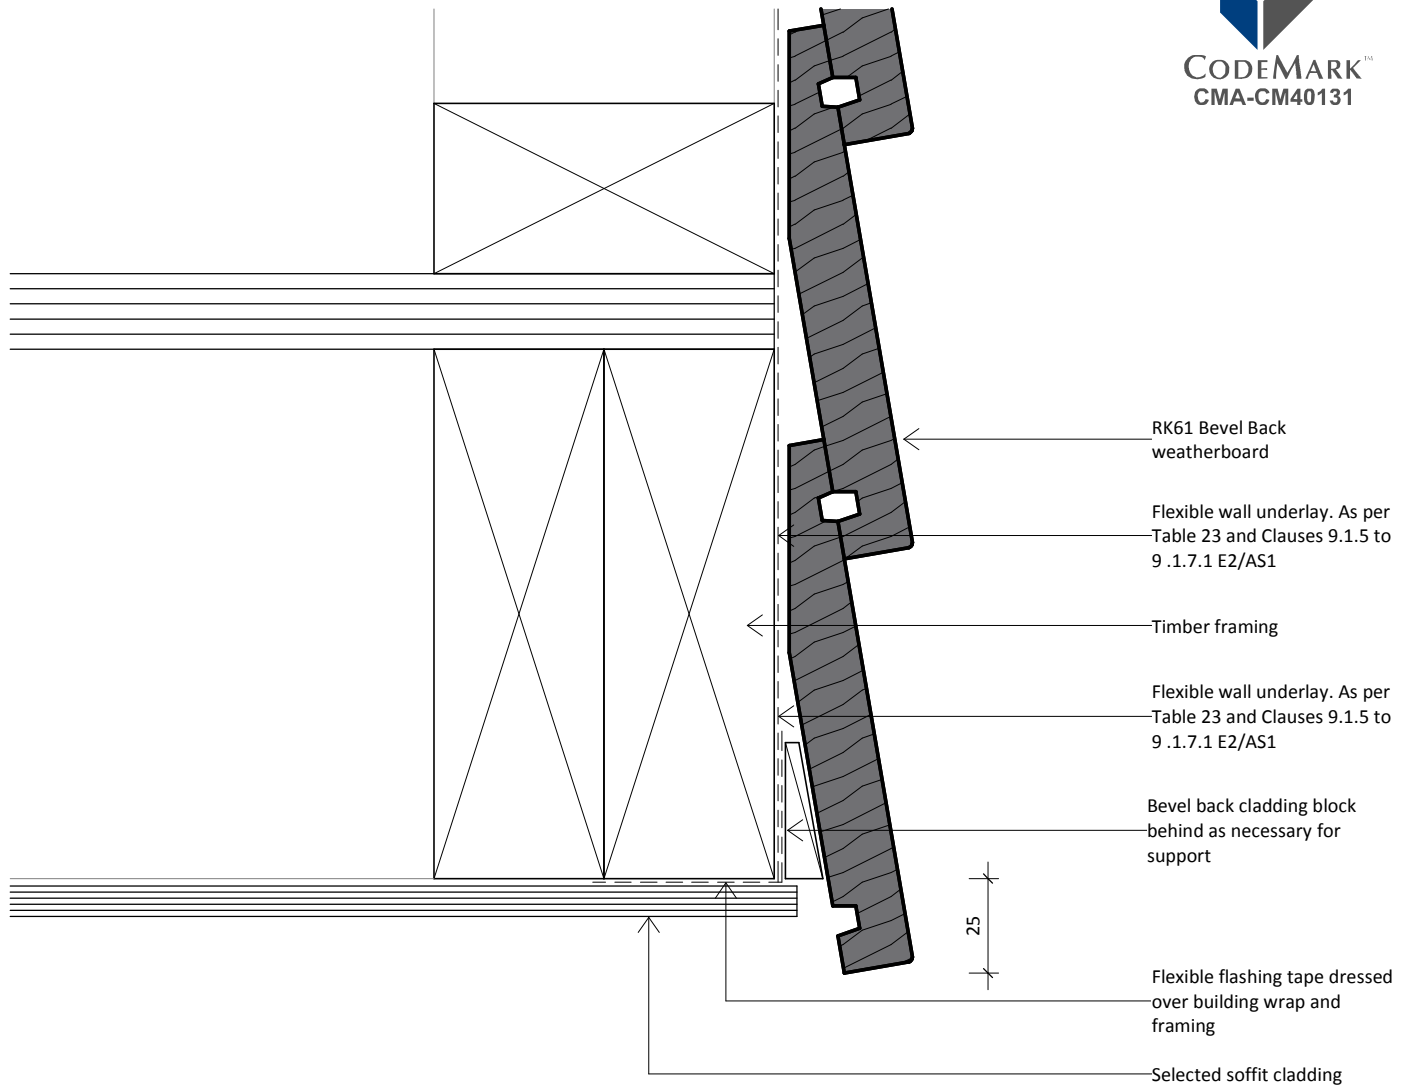 CODEMARK™
CMA-CM40131
RK61 Bevel Back
weatherboard
Flexible wall underlay. As per
Table 23 and Clauses 9.1.5 to
9 .1.7.1 E2/AS1
Timber framing
Flexible wall underlay. As per
Table 23 and Clauses 9.1.5 to
9 .1.7.1 E2/AS1
Bevel back cladding block
behind as necessary for
support
25
Flexible flashing tape dressed
over building wrap and
framing
Selected soffit cladding